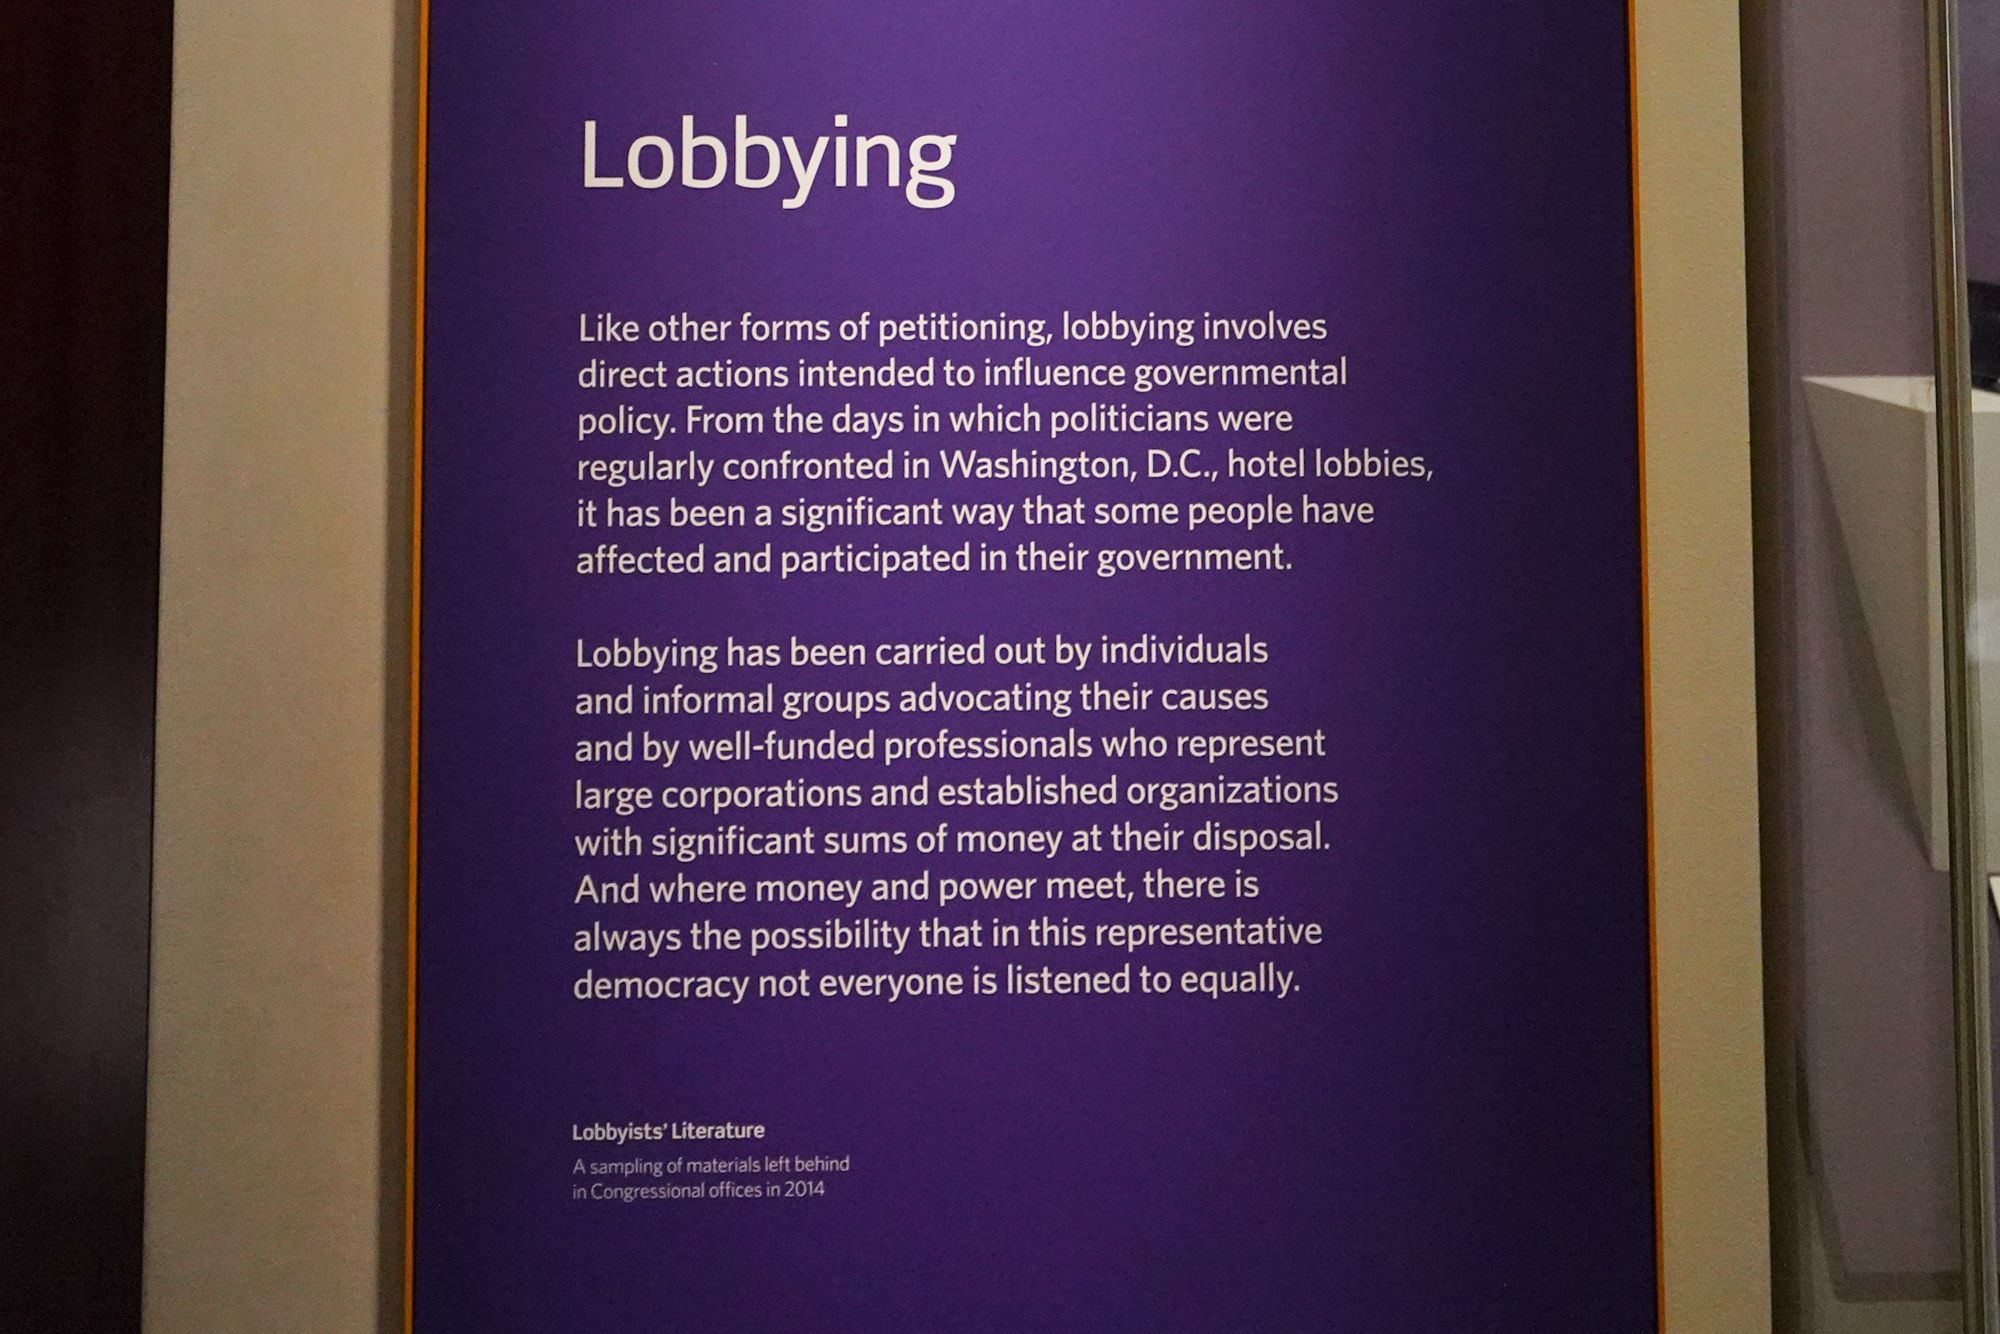 Lobbying
Like other forms of petitioning, lobbying involves
direct actions intended to influence governmental
policy. From the days in which politicians were
regularly confronted in Washington, D.C., hotel lobbies,
it has been a significant way that some people have
affected and participated in their government.
Lobbying has been carried out by individuals
and informal groups advocating their causes
and by well-funded professionals who represent
large corporations and established organizations
with significant sums of money at their disposal.
And where money and power meet, there is
always the possibility that in this representative
democracy not everyone is listened to equally.
Lobbyists' Literature
A sampling of materials left behind
in Congressional offices in 2014